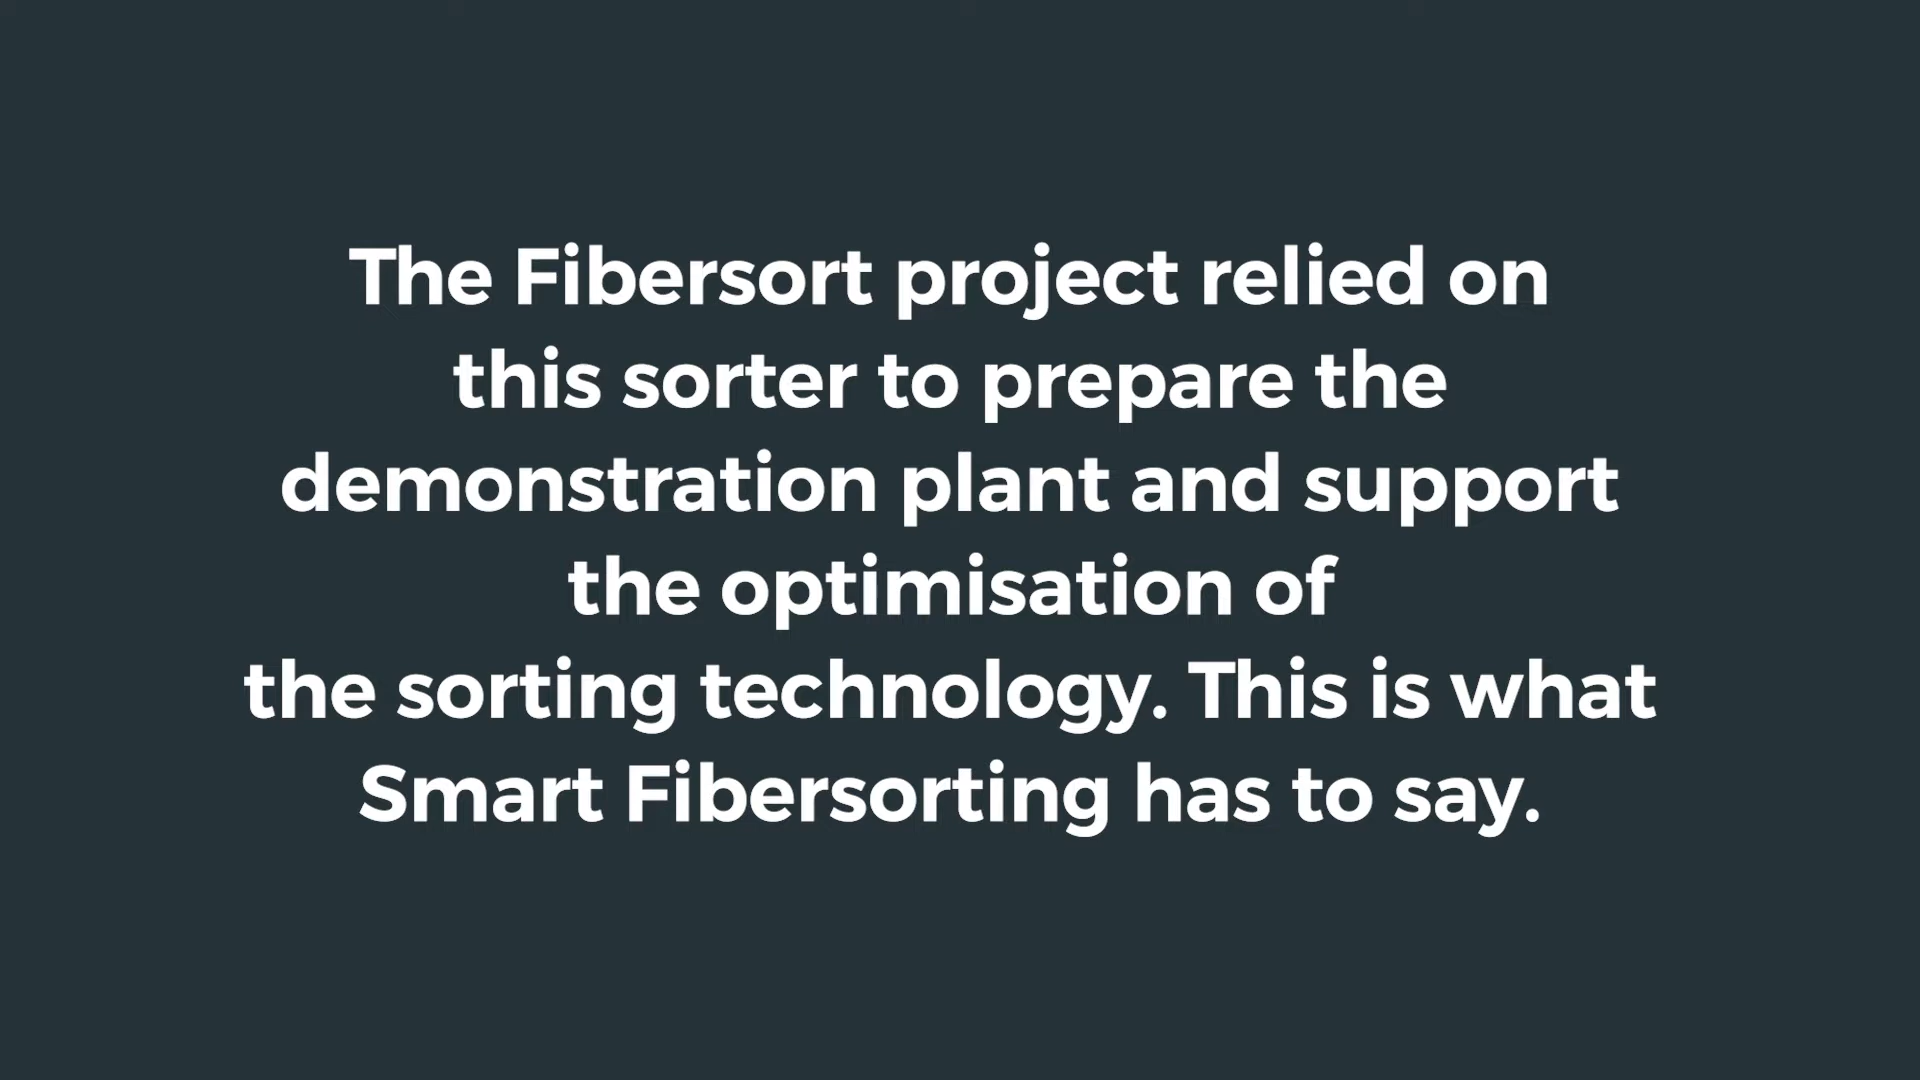 The Fibersort project relied on
this sorter to prepare the
demonstration plant and support
the optimisation of
the sorting technology. This is what
Smart Fibersorting has to say.